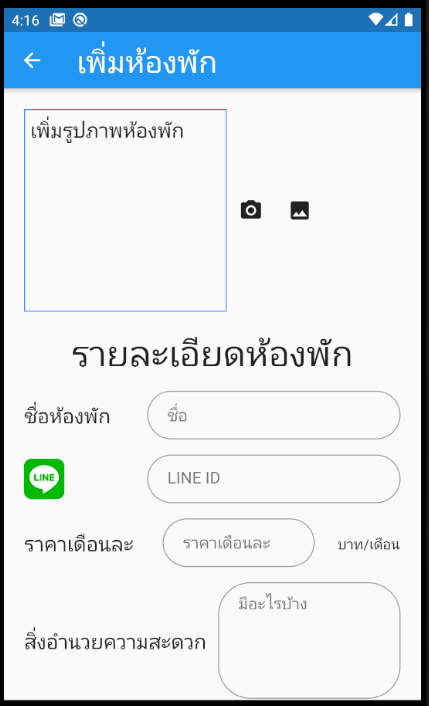 4:16
เพิ่มห้องพัก
เพิ่มรูปภาพห้องพัก
รายละเอียดห้องพัก
ชื่อห้องพัก ชื่อ
LINE LINE ID
ราคาเดือนละ ราคาเดือนละ บาท/เดือน
มีอะไรบ้าง
สิ่งอำนวยความสะดวก